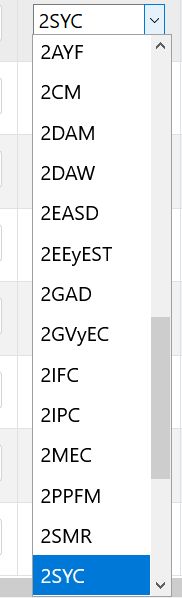 2SYC
2AYF
2CM
2DAM
2DAW
2EASD
2EEyEST
2GAD
2GVyEC
2IFC
2IPC
2MEC
2PPFM
2SMR
2SYC